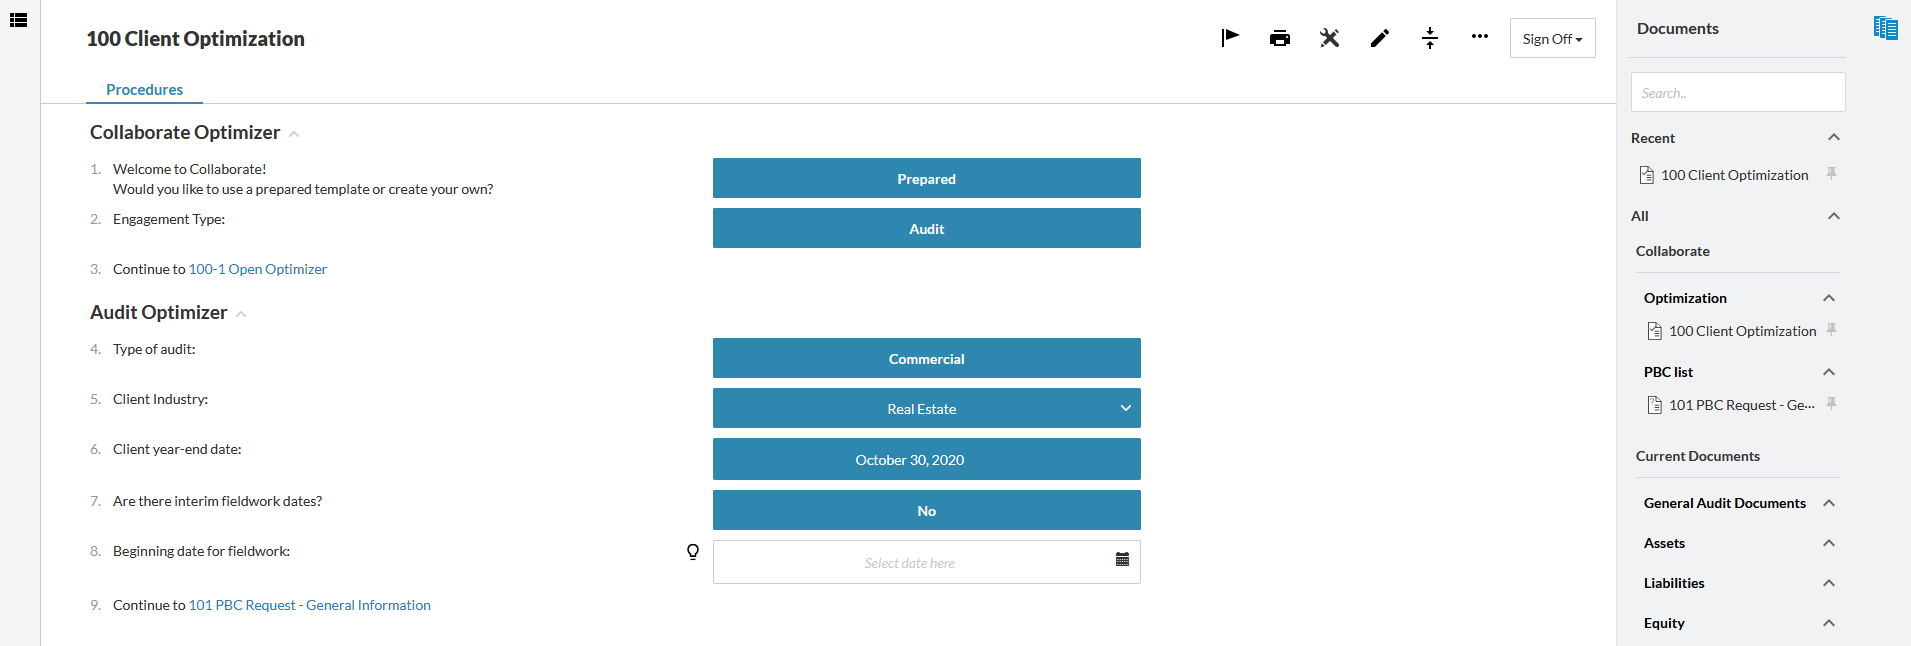 100 Client Optimization
Sign Off
Procedures
Collaborate Optimizer
1. Welcome to Collaborate!
Would you like to use a prepared template or create your own?
Prepared
2. Engagement Type:
Audit
3. Continue to 100-1 Open Optimizer
Audit Optimizer
4. Type of audit:
Commercial
5. Client Industry:
Real Estate
6. Client year-end date:
October 30, 2020
7. Are there interim fieldwork dates?
No
8. Beginning date for fieldwork:
Select date here
9. Continue to 101 PBC Request - General Information
Documents
Search..
Recent
100 Client Optimization
All
Collaborate
Optimization
100 Client Optimization
PBC list
101 PBC Request - Ge...
Current Documents
General Audit Documents
Assets
Liabilities
Equity